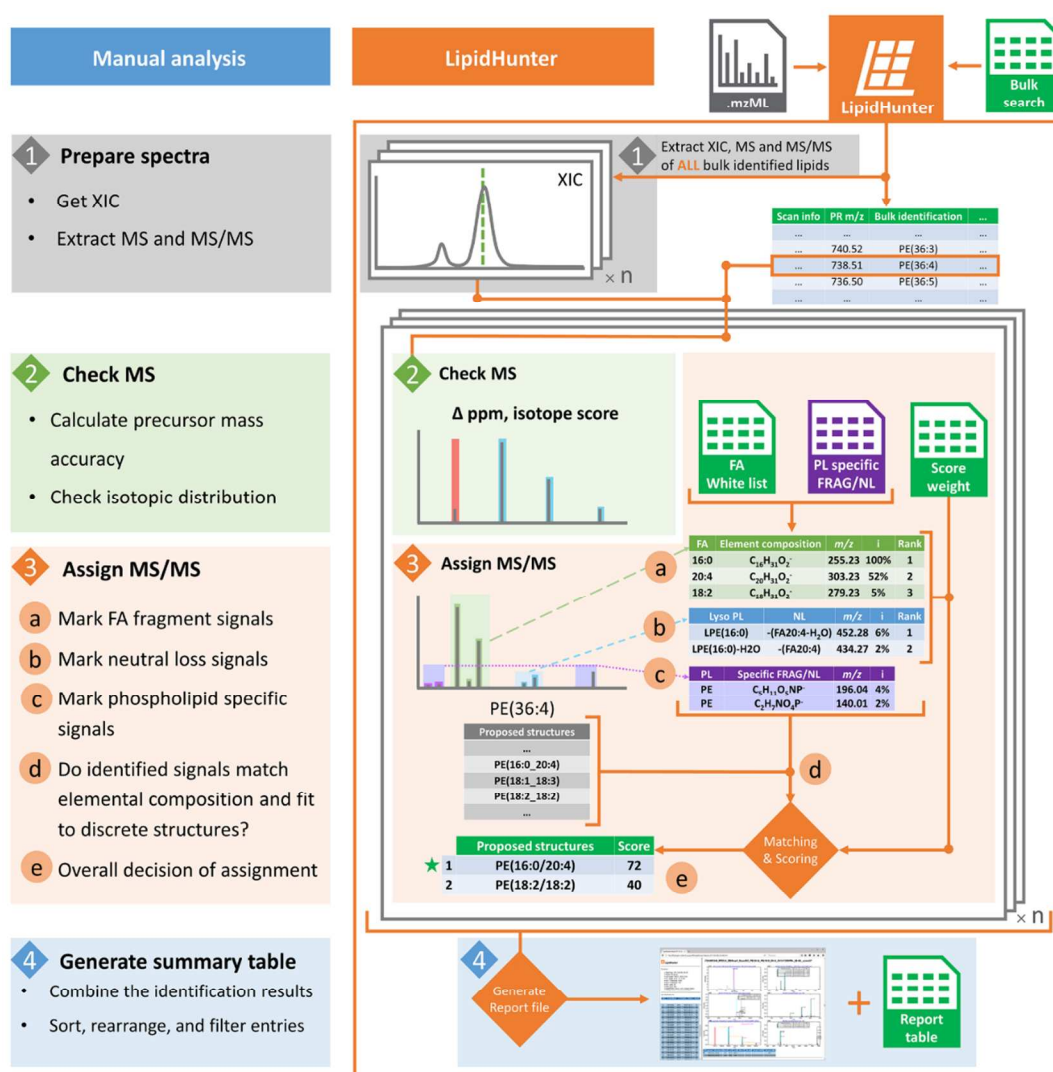 Manual analysis
LipidHunter
.mzML
LipidHunter
Bulk
search
1 Prepare spectra
• Get XIC
• Extract MS and MS/MS
XIC
× n
1 Extract XIC, MS and MS/MS
of ALL bulk identified lipids
Scan info PR m/z Bulk identification ...
... ... ... ...
... 740.52 PE(36:3) ...
... 738.51 PE(36:4) ...
... 736.50 PE(36:5) ...
... ... ... ...
2 Check MS
• Calculate precursor mass
accuracy
• Check isotopic distribution
2 Check MS
Δ ppm, isotope score
FA
White list
PL specific
FRAG/NL
Score
weight
3 Assign MS/MS
a Mark FA fragment signals
b Mark neutral loss signals
c Mark phospholipid specific
signals
d Do identified signals match
elemental composition and fit
to discrete structures?
e Overall decision of assignment
3 Assign MS/MS
a
FA Element composition m/z i Rank
16:0 C₁₆H₃₁O₂⁻ 255.23 100% 1
20:4 C₂₀H₃₁O₂⁻ 303.23 52% 2
18:2 C₁₈H₃₁O₂⁻ 279.23 5% 3
b
Lyso PL NL m/z i Rank
LPE(16:0) -(FA20:4-H₂O) 452.28 6% 1
LPE(16:0)-H2O -(FA20:4) 434.27 2% 2
c
PL Specific FRAG/NL m/z i
PE C₅H₁₁O₅NP⁻ 196.04 4%
PE C₂H₇NO₄P⁻ 140.01 2%
PE(36:4)
Proposed structures
...
PE(16:0_20:4)
PE(18:1_18:3)
PE(18:2_18:2)
...
d
Matching
& Scoring
Proposed structures Score
1 PE(16:0/20:4) 72
2 PE(18:2/18:2) 40
e
× n
4 Generate summary table
• Combine the identification results
• Sort, rearrange, and filter entries
4
Generate
Report file
+
Report
table